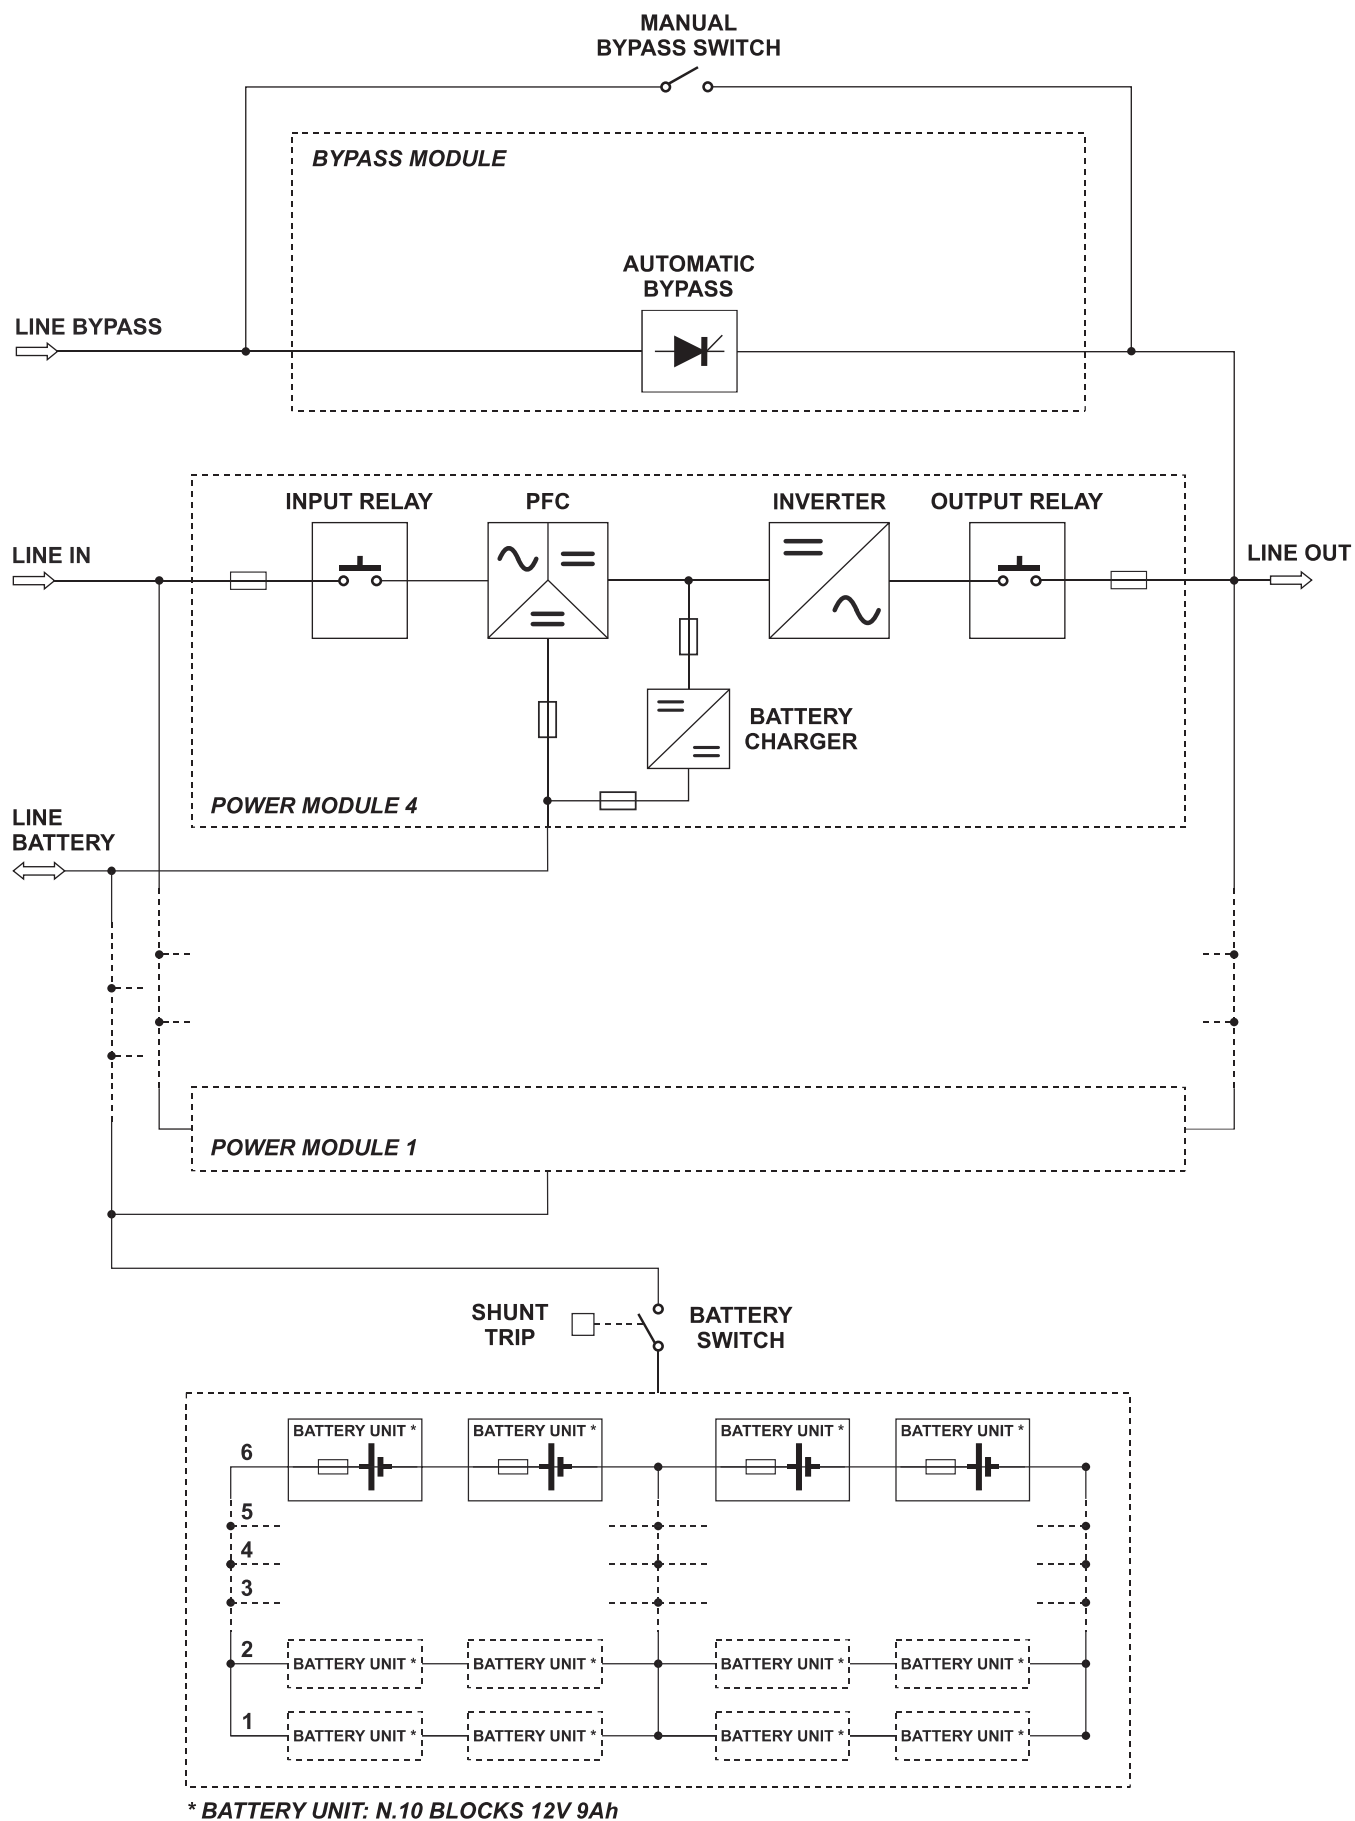 MANUAL
BYPASS SWITCH
BYPASS MODULE
AUTOMATIC
BYPASS
LINE BYPASS
INPUT RELAY
PFC
INVERTER
OUTPUT RELAY
LINE IN
LINE OUT
BATTERY
CHARGER
POWER MODULE 4
LINE
BATTERY
POWER MODULE 1
SHUNT
TRIP
BATTERY
SWITCH
BATTERY UNIT *
BATTERY UNIT *
BATTERY UNIT *
BATTERY UNIT *
6
5
4
3
2
BATTERY UNIT *
BATTERY UNIT *
BATTERY UNIT *
BATTERY UNIT *
1
BATTERY UNIT *
BATTERY UNIT *
BATTERY UNIT *
BATTERY UNIT *
* BATTERY UNIT: N.10 BLOCKS 12V 9Ah